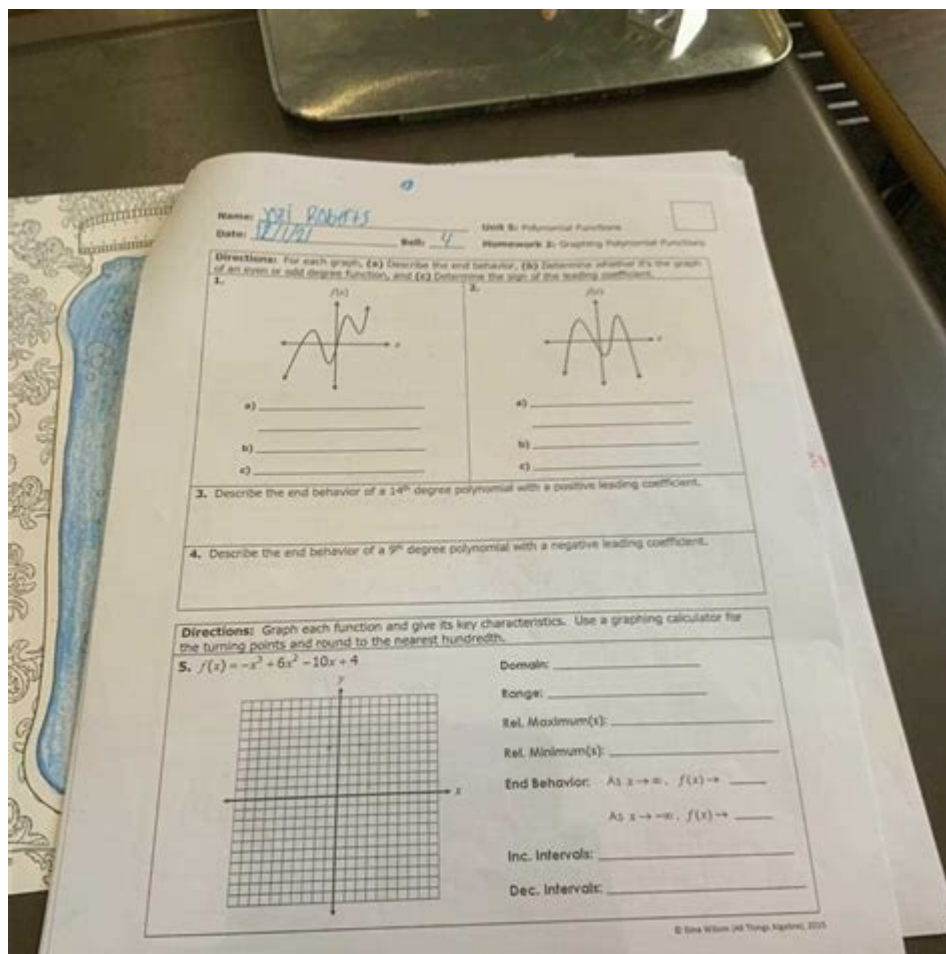 Name: Jozi Roberts
Date: 12/1/21 Bell: 4
Unit 5: Polynomial Functions
Homework 2: Graphing Polynomial Functions
Directions: For each graph, (a) Describe the end behavior, (b) Determine whether it's the graph
of an even or odd degree function, and (c) Determine the sign of the leading coefficient.
1.
f(x)
x
a)
b)
c)
2.
f(x)
x
a)
b)
c)
3. Describe the end behavior of a 14th degree polynomial with a positive leading coefficient.
4. Describe the end behavior of a 9th degree polynomial with a negative leading coefficient.
Directions: Graph each function and give its key characteristics. Use a graphing calculator for
the turning points and round to the nearest hundredth.
5. f(x) = −x³ + 6x² − 10x + 4
y
x
Domain:
Range:
Rel. Maximum(s):
Rel. Minimum(s):
End Behavior: As x → ∞, f(x) →
As x → −∞, f(x) →
Inc. Intervals:
Dec. Intervals:
© Gina Wilson (All Things Algebra), 2015